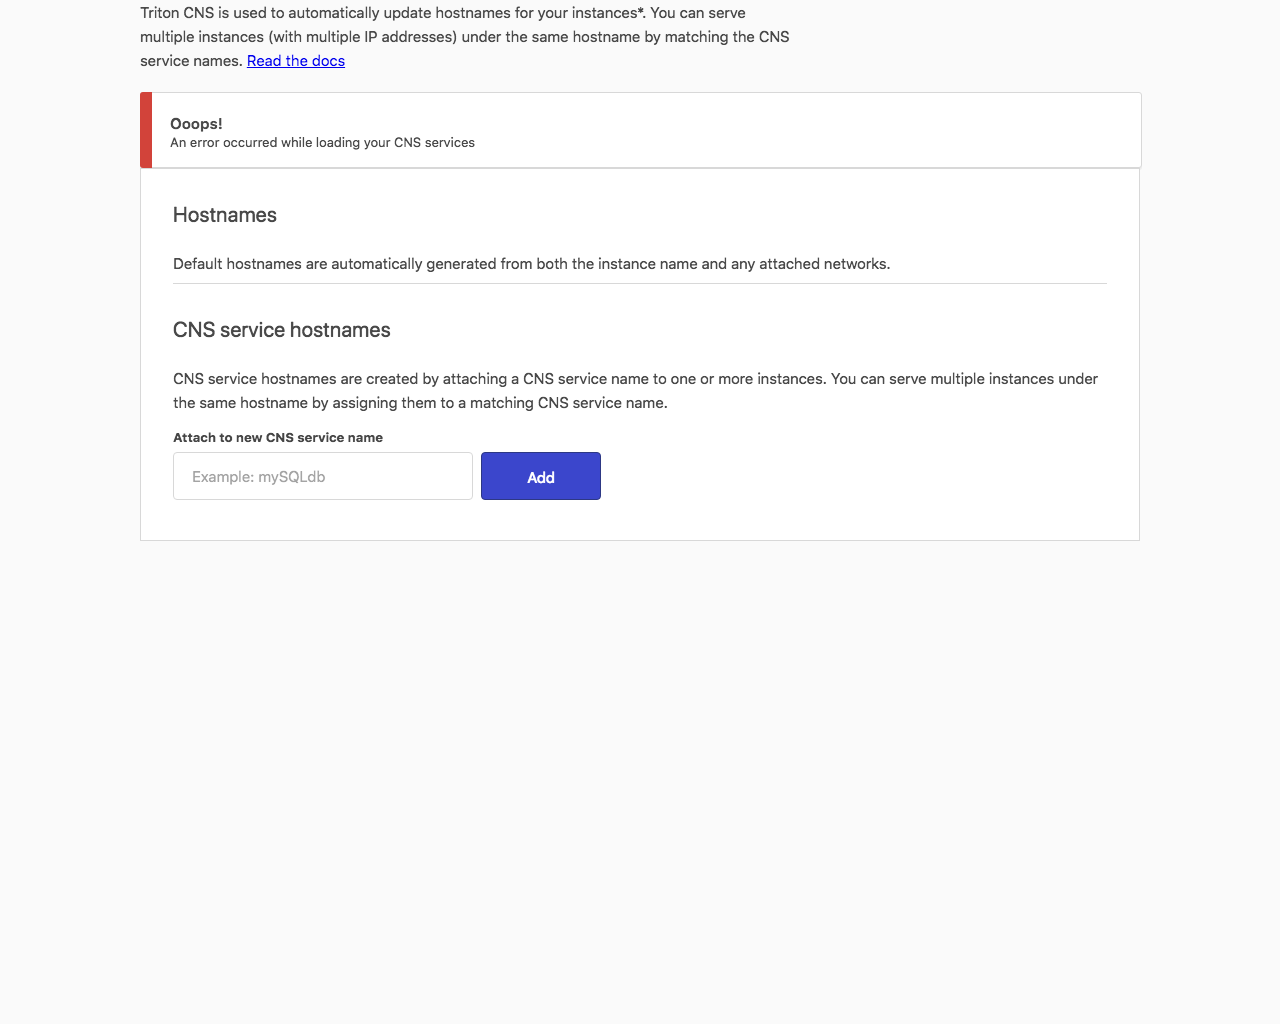 Triton CNS is used to automatically update hostnames for your instances*. You can serve
multiple instances (with multiple IP addresses) under the same hostname by matching the CNS
service names. Read the docs
Ooops!
An error occurred while loading your CNS services
Hostnames
Default hostnames are automatically generated from both the instance name and any attached networks.
CNS service hostnames
CNS service hostnames are created by attaching a CNS service name to one or more instances. You can serve multiple instances under
the same hostname by assigning them to a matching CNS service name.
Attach to new CNS service name
Example: mySQLdb
Add